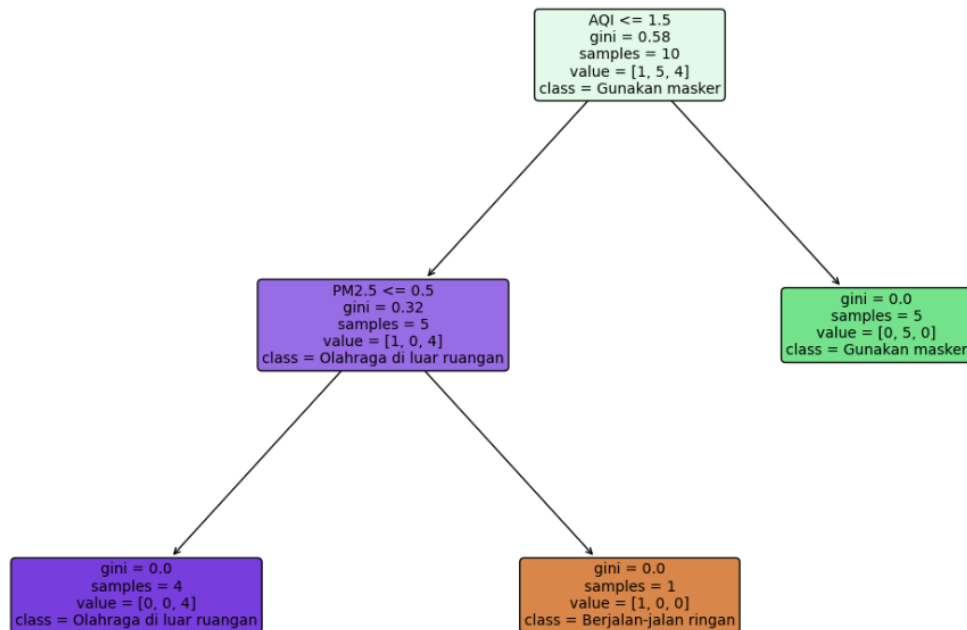 AQI <= 1.5
gini = 0.58
samples = 10
value = [1, 5, 4]
class = Gunakan masker
PM2.5 <= 0.5
gini = 0.32
samples = 5
value = [1, 0, 4]
class = Olahraga di luar ruangan
gini = 0.0
samples = 5
value = [0, 5, 0]
class = Gunakan masker
gini = 0.0
samples = 4
value = [0, 0, 4]
class = Olahraga di luar ruangan
gini = 0.0
samples = 1
value = [1, 0, 0]
class = Berjalan-jalan ringan